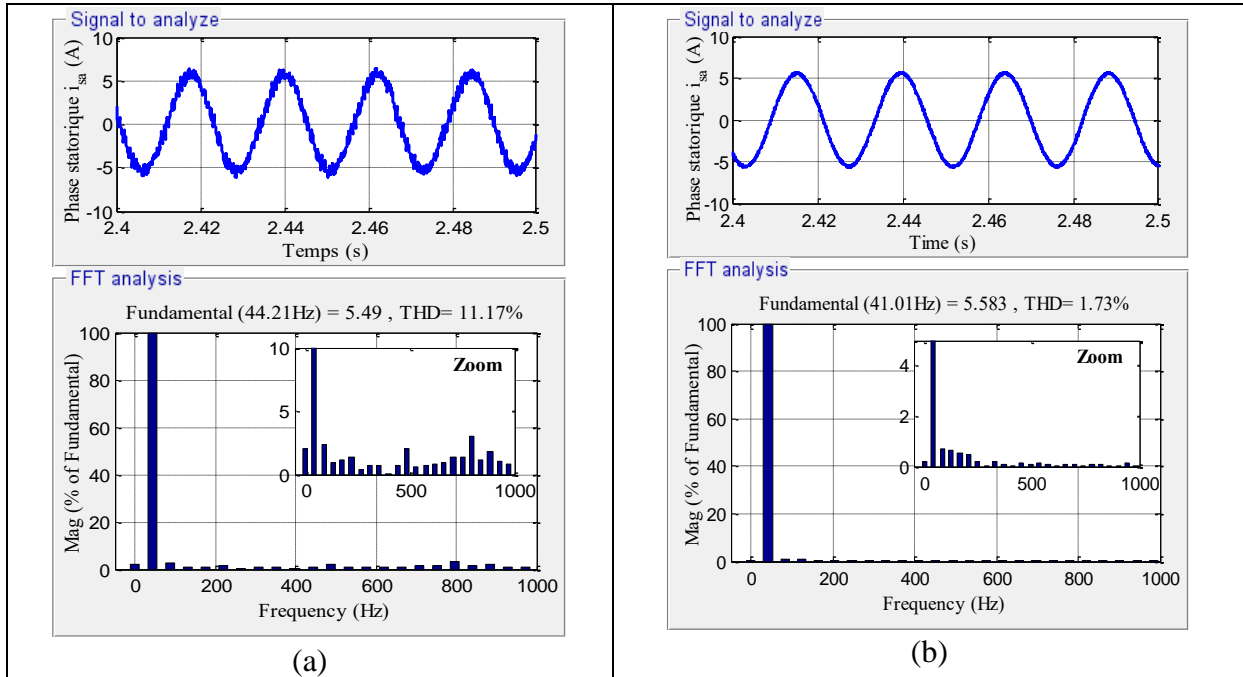 Signal to analyze
Phase statorique i_sa (A)
10
5
0
-5
-10
2.4 2.42 2.44 2.46 2.48 2.5
Temps (s)
FFT analysis
Fundamental (44.21Hz) = 5.49 , THD= 11.17%
Mag (% of Fundamental)
100
80
60
40
20
0
0 200 400 600 800 1000
Frequency (Hz)
Zoom
10
5
0
0 500 1000
(a)
Signal to analyze
Phase statorique i_sa (A)
10
5
0
-5
-10
2.4 2.42 2.44 2.46 2.48 2.5
Time (s)
FFT analysis
Fundamental (41.01Hz) = 5.583 , THD= 1.73%
Mag (% of Fundamental)
100
80
60
40
20
0
0 200 400 600 800 1000
Frequency (Hz)
Zoom
4
2
0
0 500 1000
(b)